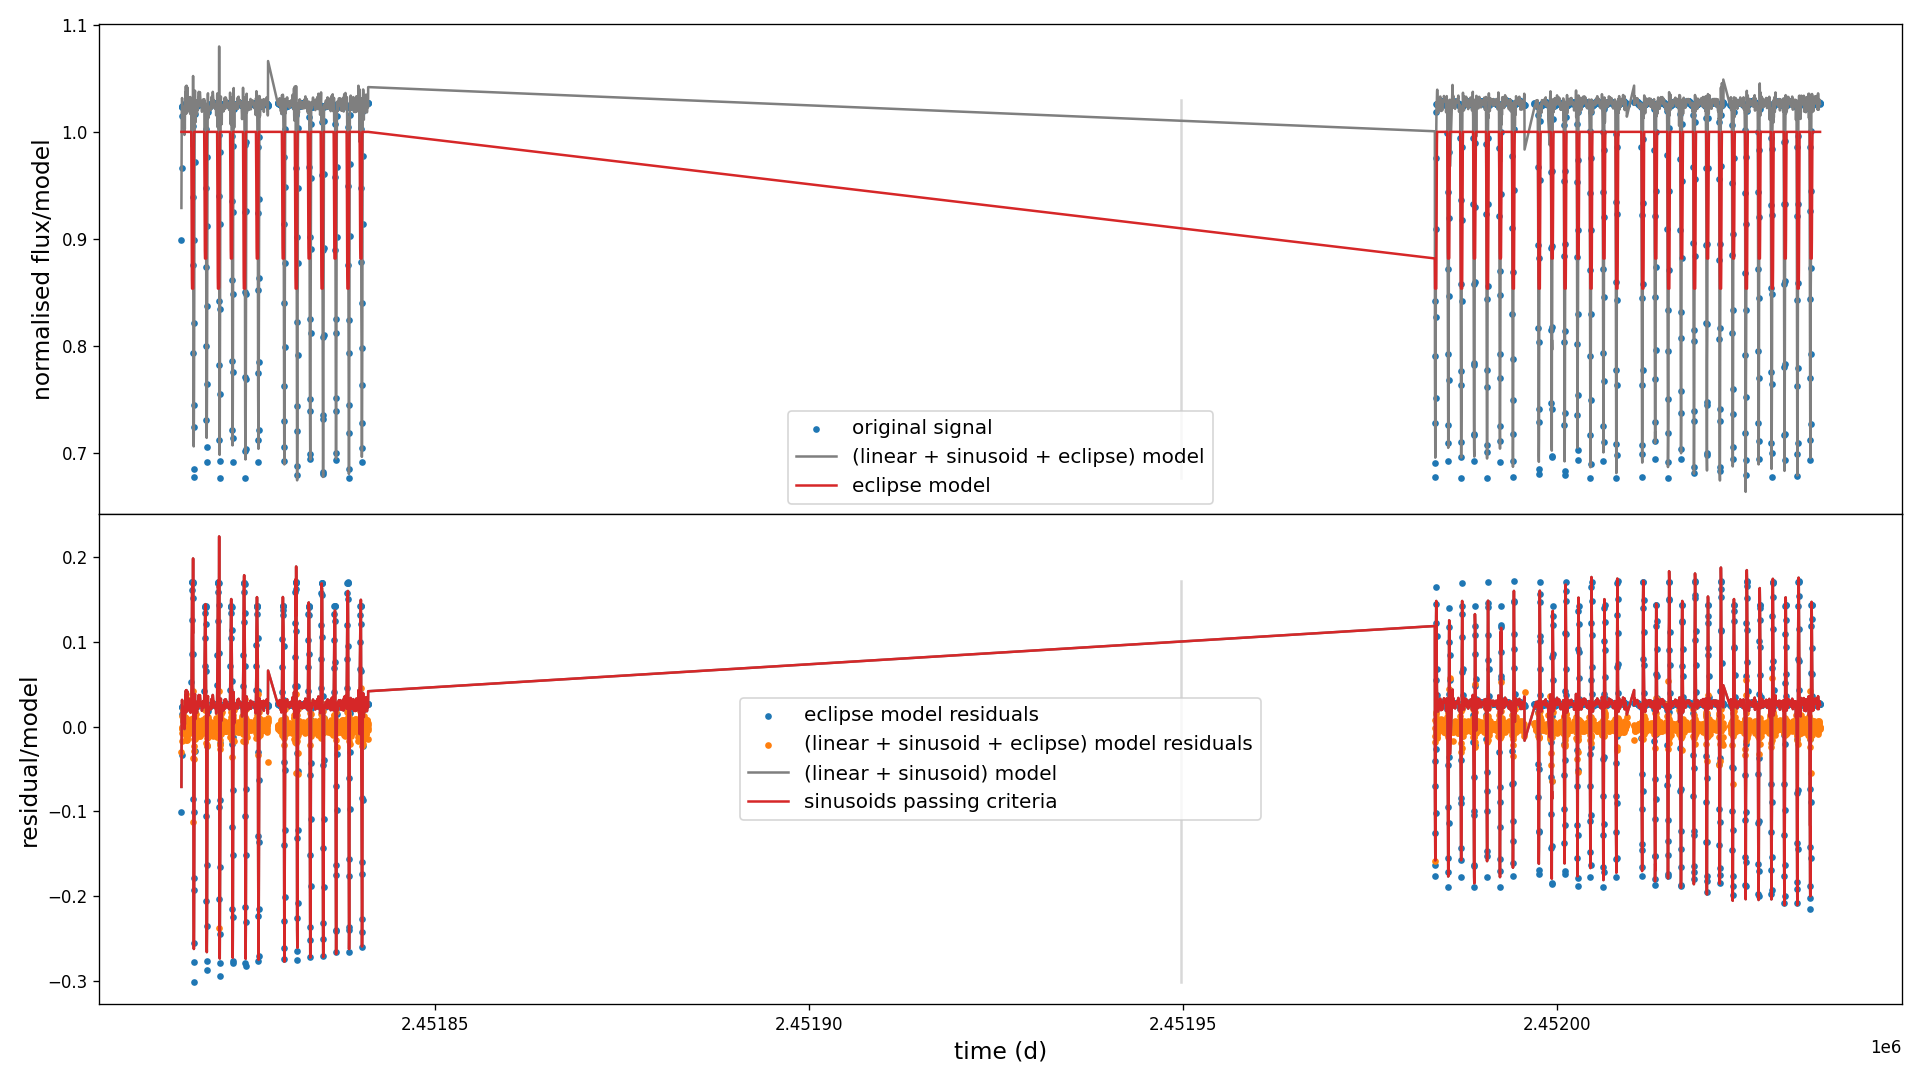 1.1
1.0
0.9
0.8
0.7
normalised flux/model
original signal
(linear + sinusoid + eclipse) model
eclipse model
0.2
0.1
0.0
−0.1
−0.2
−0.3
residual/model
eclipse model residuals
(linear + sinusoid + eclipse) model residuals
(linear + sinusoid) model
sinusoids passing criteria
2.45185
2.45190
2.45195
2.45200
1e6
time (d)